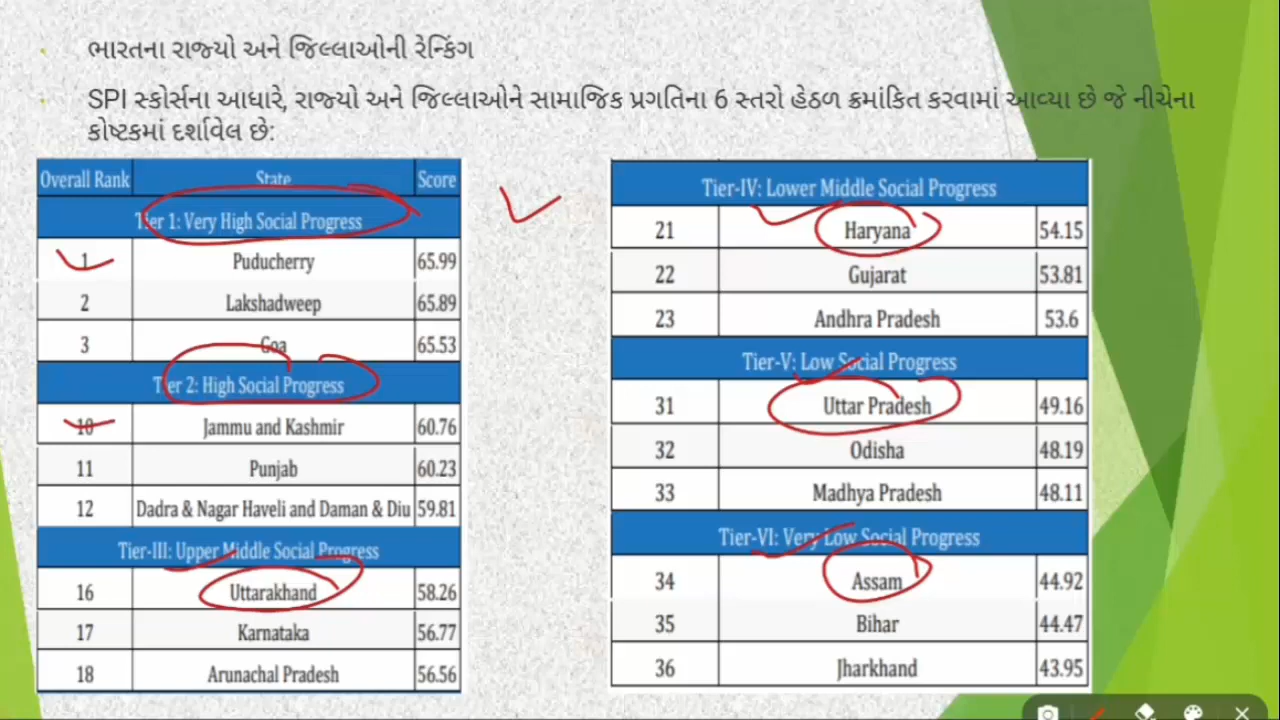 ભારતના રાજ્યો અને જિલ્લાઓની રેન્કિંગ
SPI સ્કોર્સના આધારે, રાજ્યો અને જિલ્લાઓને સામાજિક પ્રગતિના 6 સ્તરો હેઠળ ક્રમાંકિત કરવામાં આવ્યા છે જે નીચેના
કોષ્ટકમાં દર્શાવેલ છે:
Overall Rank State Score
Tier 1: Very High Social Progress
1 Puducherry 65.99
2 Lakshadweep 65.89
3 Goa 65.53
Tier 2: High Social Progress
10 Jammu and Kashmir 60.76
11 Punjab 60.23
12 Dadra & Nagar Haveli and Daman & Diu 59.81
Tier-III: Upper Middle Social Progress
16 Uttarakhand 58.26
17 Karnataka 56.77
18 Arunachal Pradesh 56.56
Tier-IV: Lower Middle Social Progress
21 Haryana 54.15
22 Gujarat 53.81
23 Andhra Pradesh 53.6
Tier-V: Low Social Progress
31 Uttar Pradesh 49.16
32 Odisha 48.19
33 Madhya Pradesh 48.11
Tier-VI: Very Low Social Progress
34 Assam 44.92
35 Bihar 44.47
36 Jharkhand 43.95